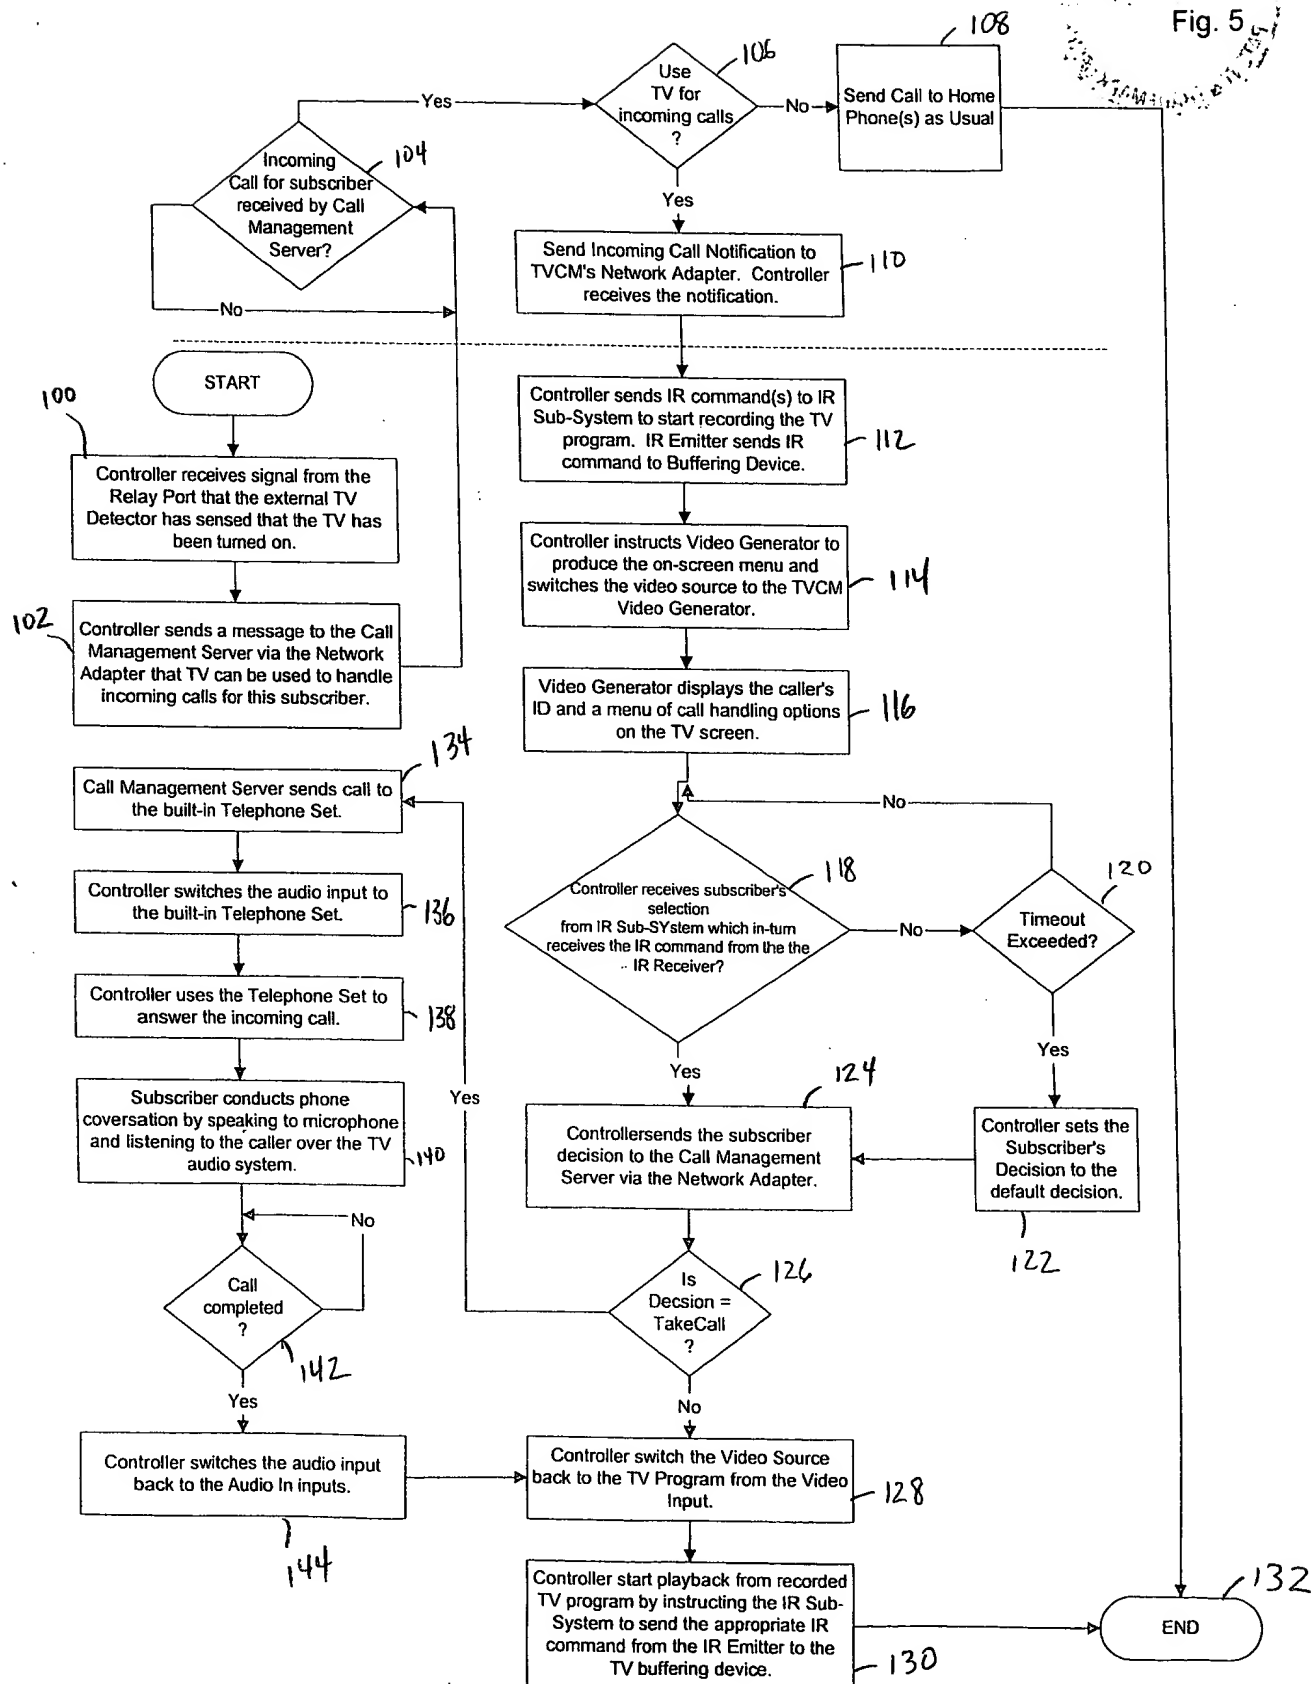 Fig. 5
108
106
Use
TV for
incoming calls
?
Yes
No
Send Call to Home
Phone(s) as Usual
104
Incoming
Call for subscriber
received by Call
Management
Server?
Yes
No
Send Incoming Call Notification to
TVCM's Network Adapter. Controller
receives the notification.
110
START
100
Controller receives signal from the
Relay Port that the external TV
Detector has sensed that the TV has
been turned on.
Controller sends IR command(s) to IR
Sub-System to start recording the TV
program. IR Emitter sends IR
command to Buffering Device.
112
102
Controller sends a message to the Call
Management Server via the Network
Adapter that TV can be used to handle
incoming calls for this subscriber.
Controller instructs Video Generator to
produce the on-screen menu and
switches the video source to the TVCM
Video Generator.
114
Video Generator displays the caller's
ID and a menu of call handling options
on the TV screen.
116
134
Call Management Server sends call to
the built-in Telephone Set.
No
Controller switches the audio input to
the built-in Telephone Set.
136
Controller receives subscriber's
selection
from IR Sub-SYstem which in-turn
receives the IR command from the the
IR Receiver?
118
No
120
Timeout
Exceeded?
Controller uses the Telephone Set to
answer the incoming call.
138
Yes
Yes
Yes
Subscriber conducts phone
coversation by speaking to microphone
and listening to the caller over the TV
audio system.
140
124
Controllersends the subscriber
decision to the Call Management
Server via the Network Adapter.
Controller sets the
Subscriber's
Decision to the
default decision.
122
No
Call
completed
?
142
Is
Decsion =
TakeCall
?
126
Yes
No
Controller switches the audio input
back to the Audio In inputs.
144
Controller switch the Video Source
back to the TV Program from the Video
Input.
128
Controller start playback from recorded
TV program by instructing the IR Sub-
System to send the appropriate IR
command from the IR Emitter to the
TV buffering device.
130
END
132